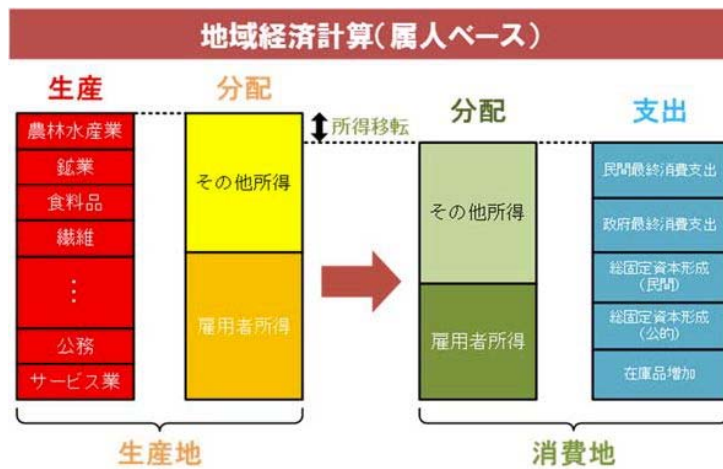 地域経済計算(属人ベース)
生産
農林水産業
鉱業
食料品
繊維
⋮
公務
サービス業
分配
その他所得
雇用者所得
所得移転
生産地
分配
その他所得
雇用者所得
支出
民間最終消費支出
政府最終消費支出
総固定資本形成
(民間)
総固定資本形成
(公的)
在庫品増加
消費地